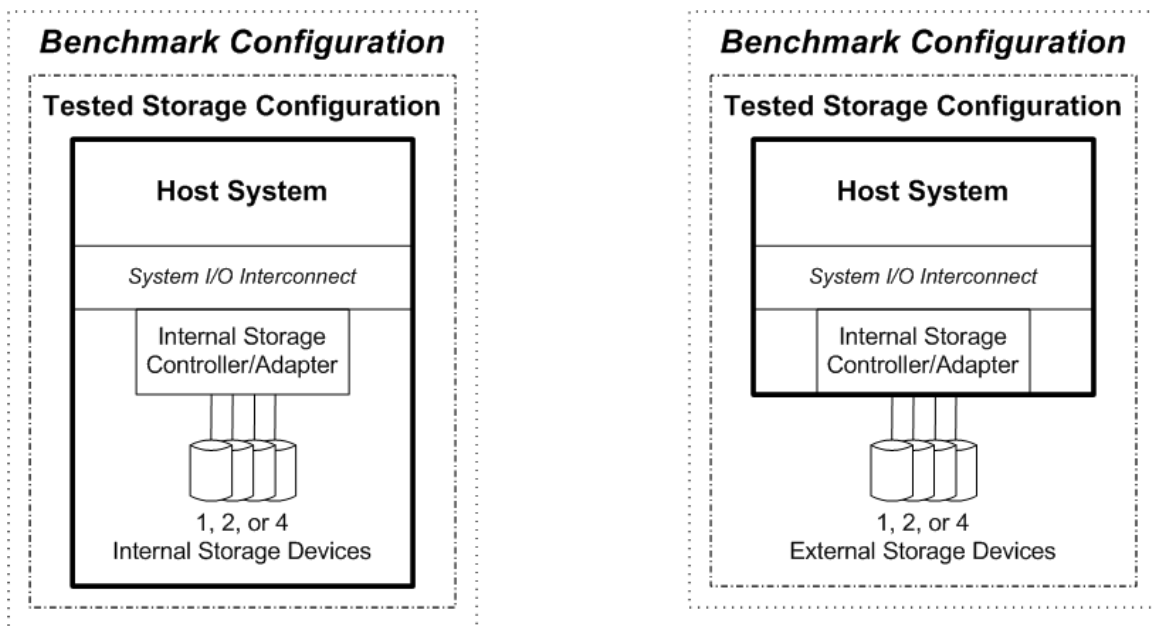 Benchmark Configuration
Tested Storage Configuration
Host System
System I/O Interconnect
Internal Storage
Controller/Adapter
1, 2, or 4
Internal Storage Devices
Benchmark Configuration
Tested Storage Configuration
Host System
System I/O Interconnect
Internal Storage
Controller/Adapter
1, 2, or 4
External Storage Devices